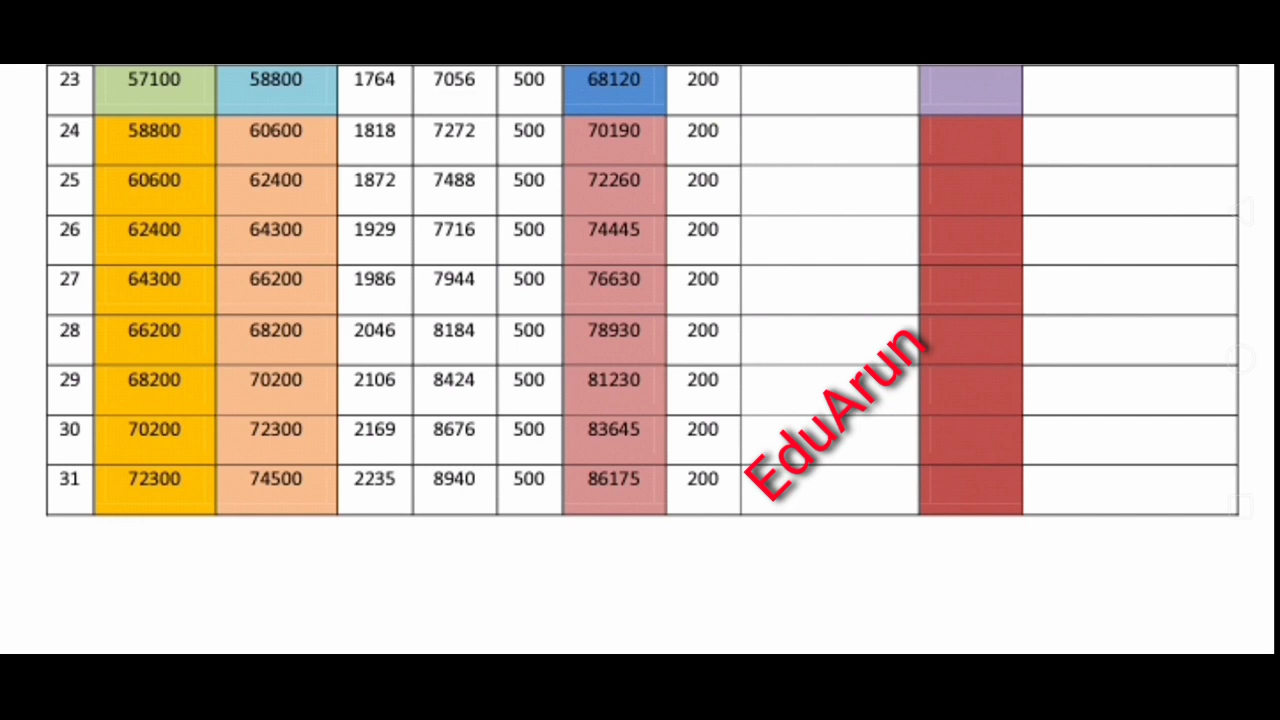 23 57100 58800 1764 7056 500 68120 200
24 58800 60600 1818 7272 500 70190 200
25 60600 62400 1872 7488 500 72260 200
26 62400 64300 1929 7716 500 74445 200
27 64300 66200 1986 7944 500 76630 200
28 66200 68200 2046 8184 500 78930 200
29 68200 70200 2106 8424 500 81230 200
30 70200 72300 2169 8676 500 83645 200
31 72300 74500 2235 8940 500 86175 200
EduArun